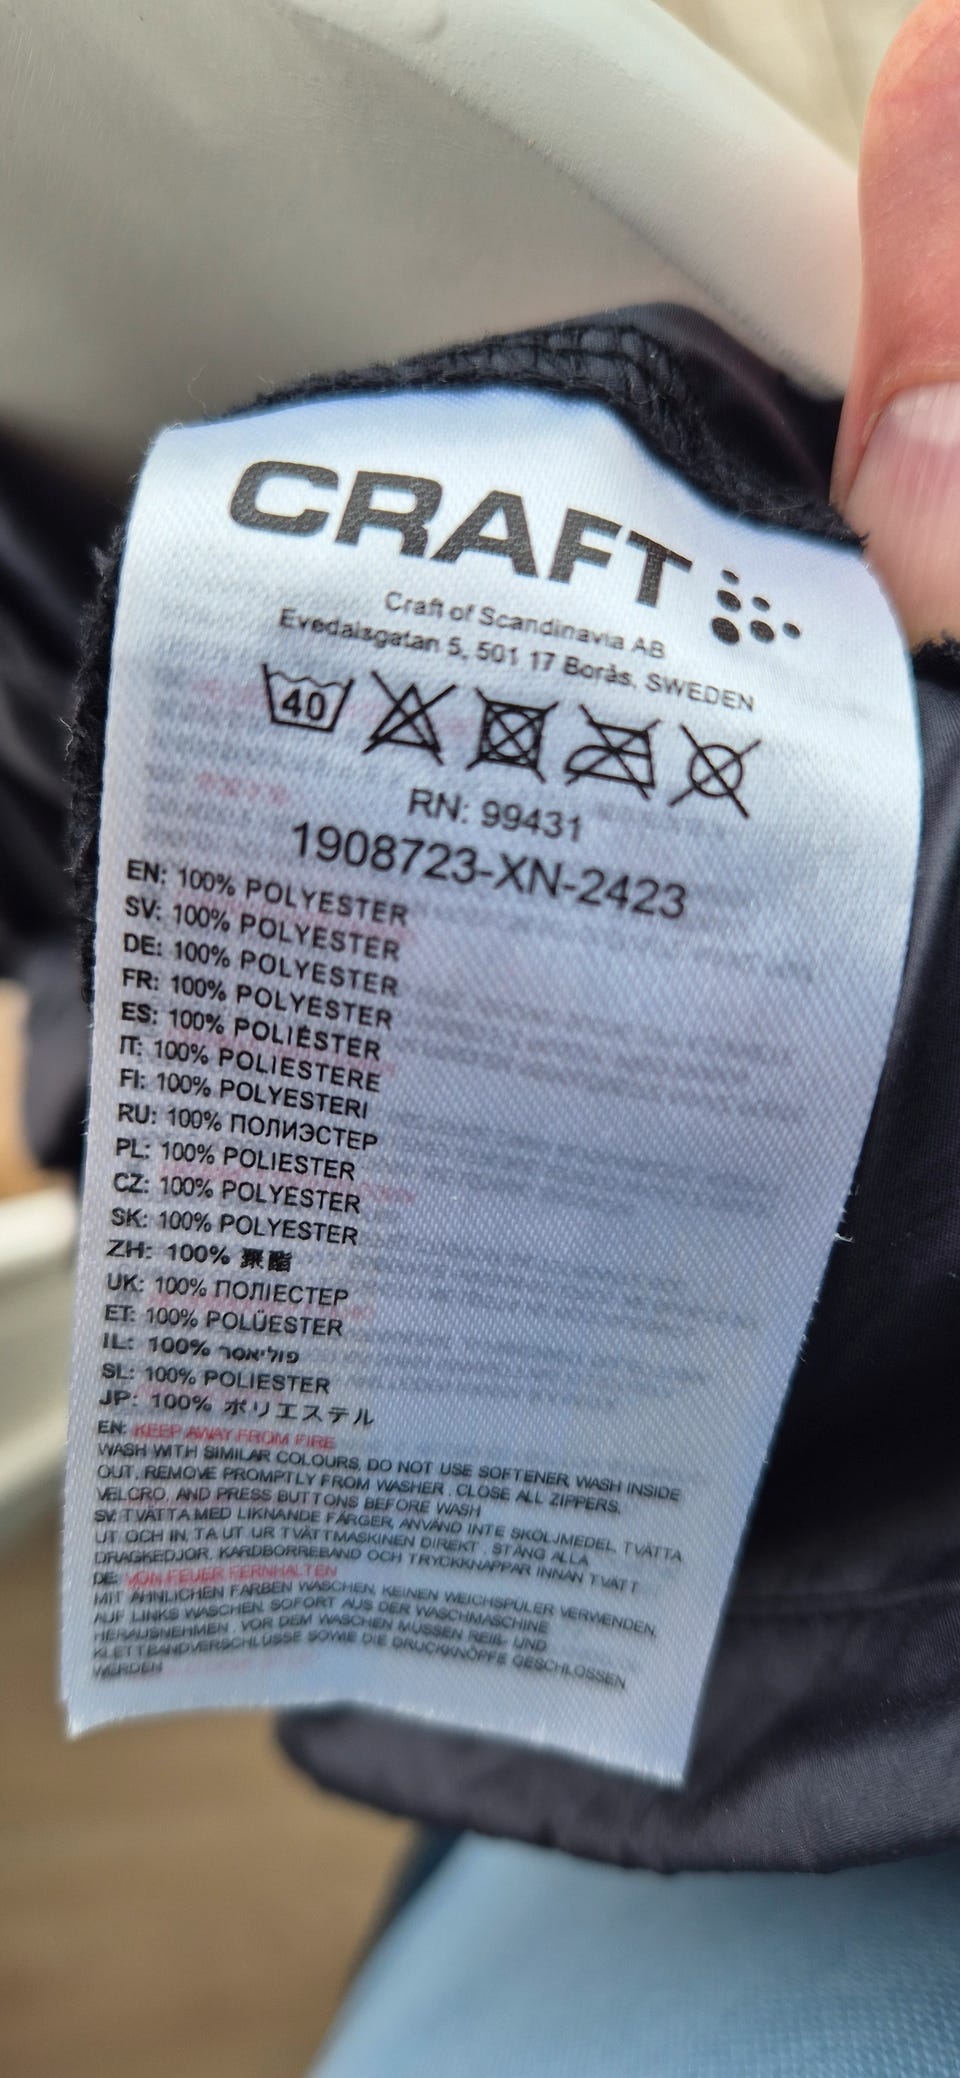 CRAFT
Craft of Scandinavia AB
Evedalsgatan 5, 501 17 Borås, SWEDEN
40
RN: 99431
1908723-XN-2423
EN: 100% POLYESTER
SV: 100% POLYESTER
DE: 100% POLYESTER
FR: 100% POLYESTER
ES: 100% POLIÉSTER
IT: 100% POLIESTERE
FI: 100% POLYESTERI
RU: 100% ПОЛИЭСТЕР
PL: 100% POLIESTER
CZ: 100% POLYESTER
SK: 100% POLYESTER
ZH: 100% 聚酯
UK: 100% ПОЛІЕСТЕР
ET: 100% POLÜESTER
IL: 100% פוליאסר
SL: 100% POLIESTER
JP: 100% ポリエステル
EN: KEEP AWAY FROM FIRE
WASH WITH SIMILAR COLOURS, DO NOT USE SOFTENER, WASH INSIDE
OUT, REMOVE PROMPTLY FROM WASHER . CLOSE ALL ZIPPERS,
VELCRO, AND PRESS BUTTONS BEFORE WASH
SV: TVÄTTA MED LIKNANDE FÄRGER, ANVÄND INTE SKÖLJMEDEL, TVÄTTA
UT OCH IN, TA UT UR TVÄTTMASKINEN DIREKT . STÄNG ALLA
DRAGKEDJOR, KARDBORREBAND OCH TRYCKKNAPPAR INNAN TVÄTT
DE: VON FEUER FERNHALTEN
MIT ÄHNLICHEN FARBEN WASCHEN, KEINEN WEICHSPÜLER VERWENDEN,
AUF LINKS WASCHEN, SOFORT AUS DER WASCHMASCHINE
HERAUSNEHMEN . VOR DEM WASCHEN MÜSSEN REIß- UND
KLETTBANDVERSCHLÜSSE SOWIE DIE DRUCKKNÖPFE GESCHLOSSEN
WERDEN